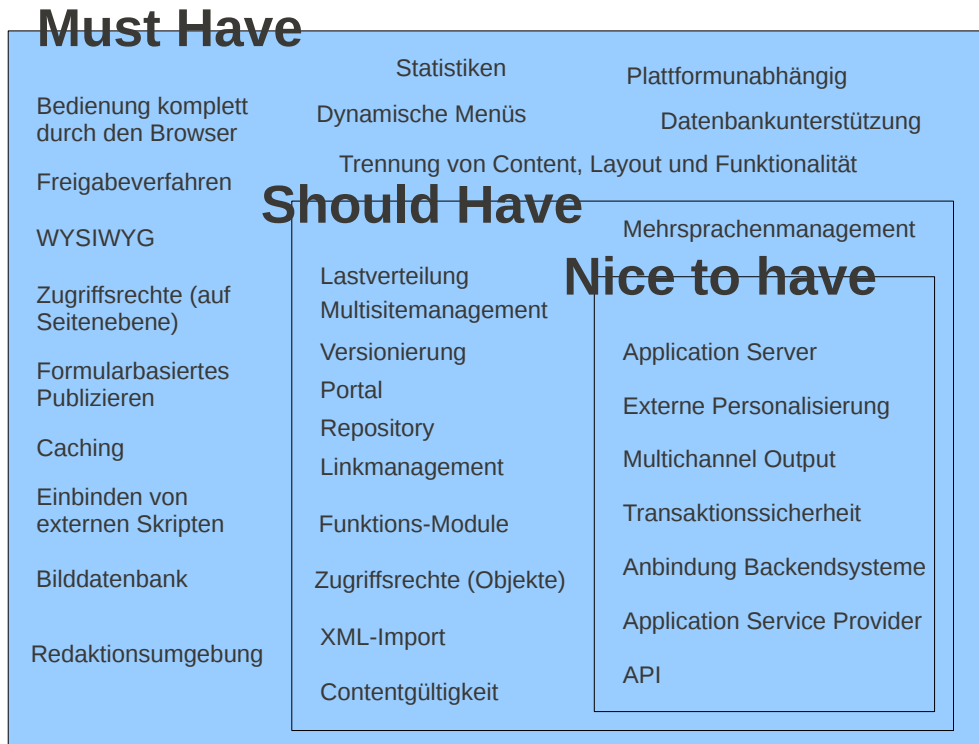 Must Have
Statistiken
Plattformunabhängig
Bedienung komplett
durch den Browser
Dynamische Menüs
Datenbankunterstützung
Trennung von Content, Layout und Funktionalität
Freigabeverfahren
WYSIWYG
Zugriffsrechte (auf
Seitenebene)
Formularbasiertes
Publizieren
Caching
Einbinden von
externen Skripten
Bilddatenbank
Redaktionsumgebung
Should Have
Mehrsprachenmanagement
Lastverteilung
Multisitemanagement
Versionierung
Portal
Repository
Linkmanagement
Funktions-Module
Zugriffsrechte (Objekte)
XML-Import
Contentgültigkeit
Nice to have
Application Server
Externe Personalisierung
Multichannel Output
Transaktionssicherheit
Anbindung Backendsysteme
Application Service Provider
API